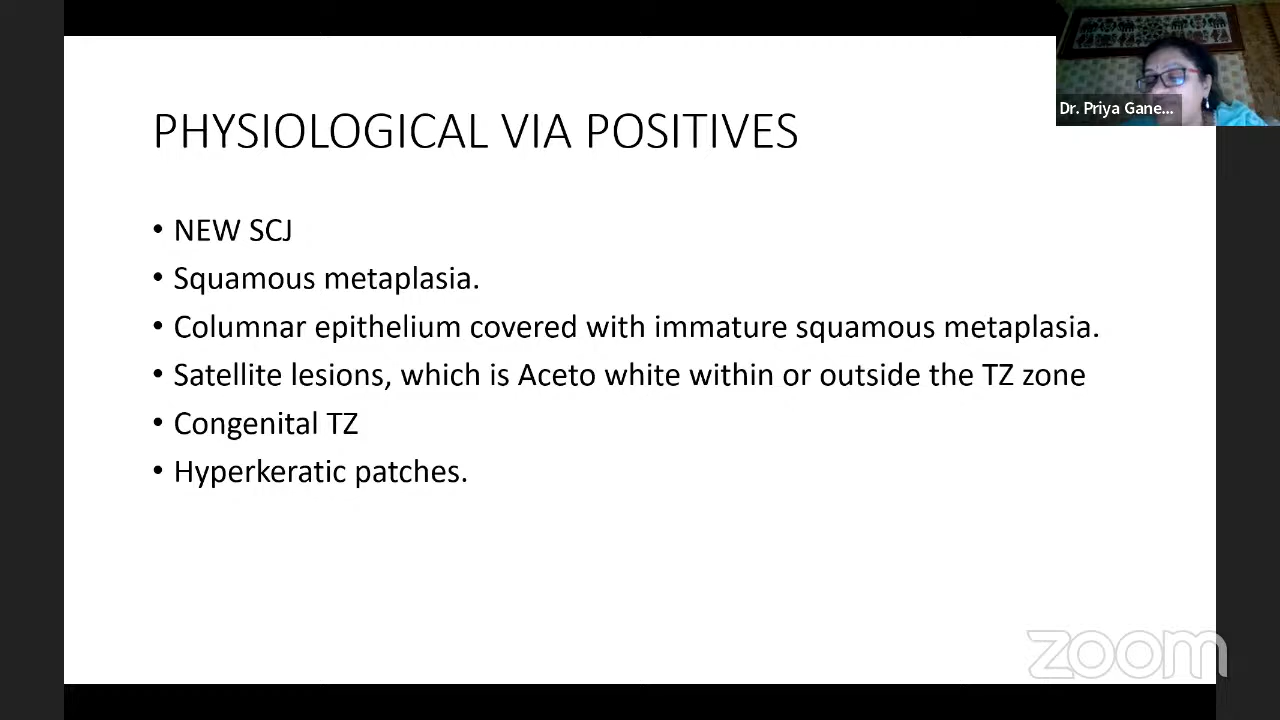 Dr. Priya Gane...
PHYSIOLOGICAL VIA POSITIVES
• NEW SCJ
• Squamous metaplasia.
• Columnar epithelium covered with immature squamous metaplasia.
• Satellite lesions, which is Aceto white within or outside the TZ zone
• Congenital TZ
• Hyperkeratic patches.
zoom